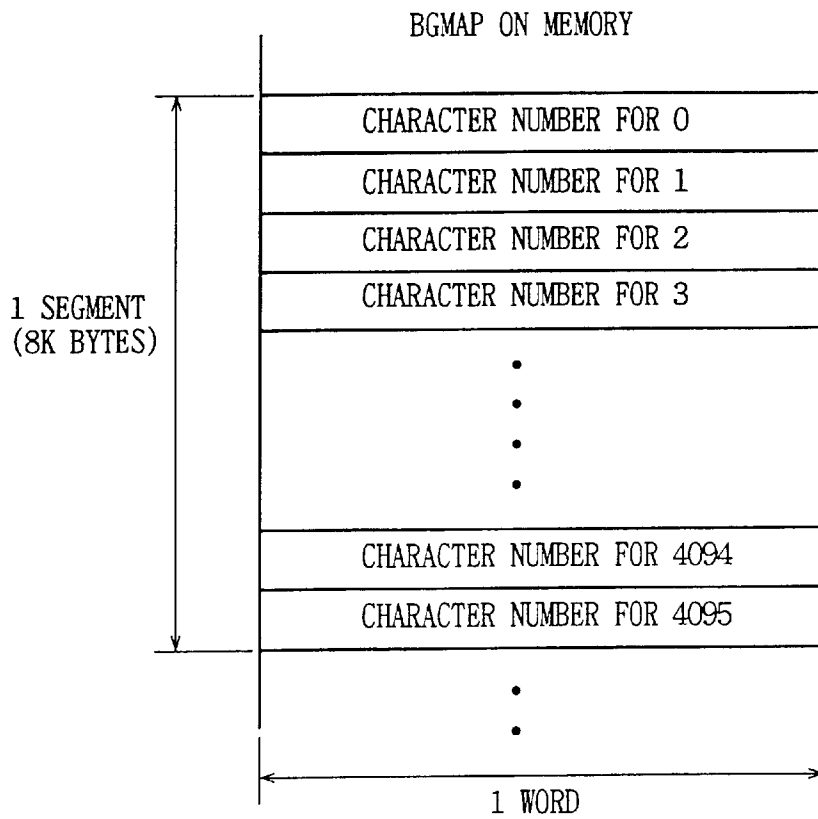 BGMAP ON MEMORY
CHARACTER NUMBER FOR 0
CHARACTER NUMBER FOR 1
CHARACTER NUMBER FOR 2
CHARACTER NUMBER FOR 3
1 SEGMENT
(8K BYTES)
CHARACTER NUMBER FOR 4094
CHARACTER NUMBER FOR 4095
1 WORD